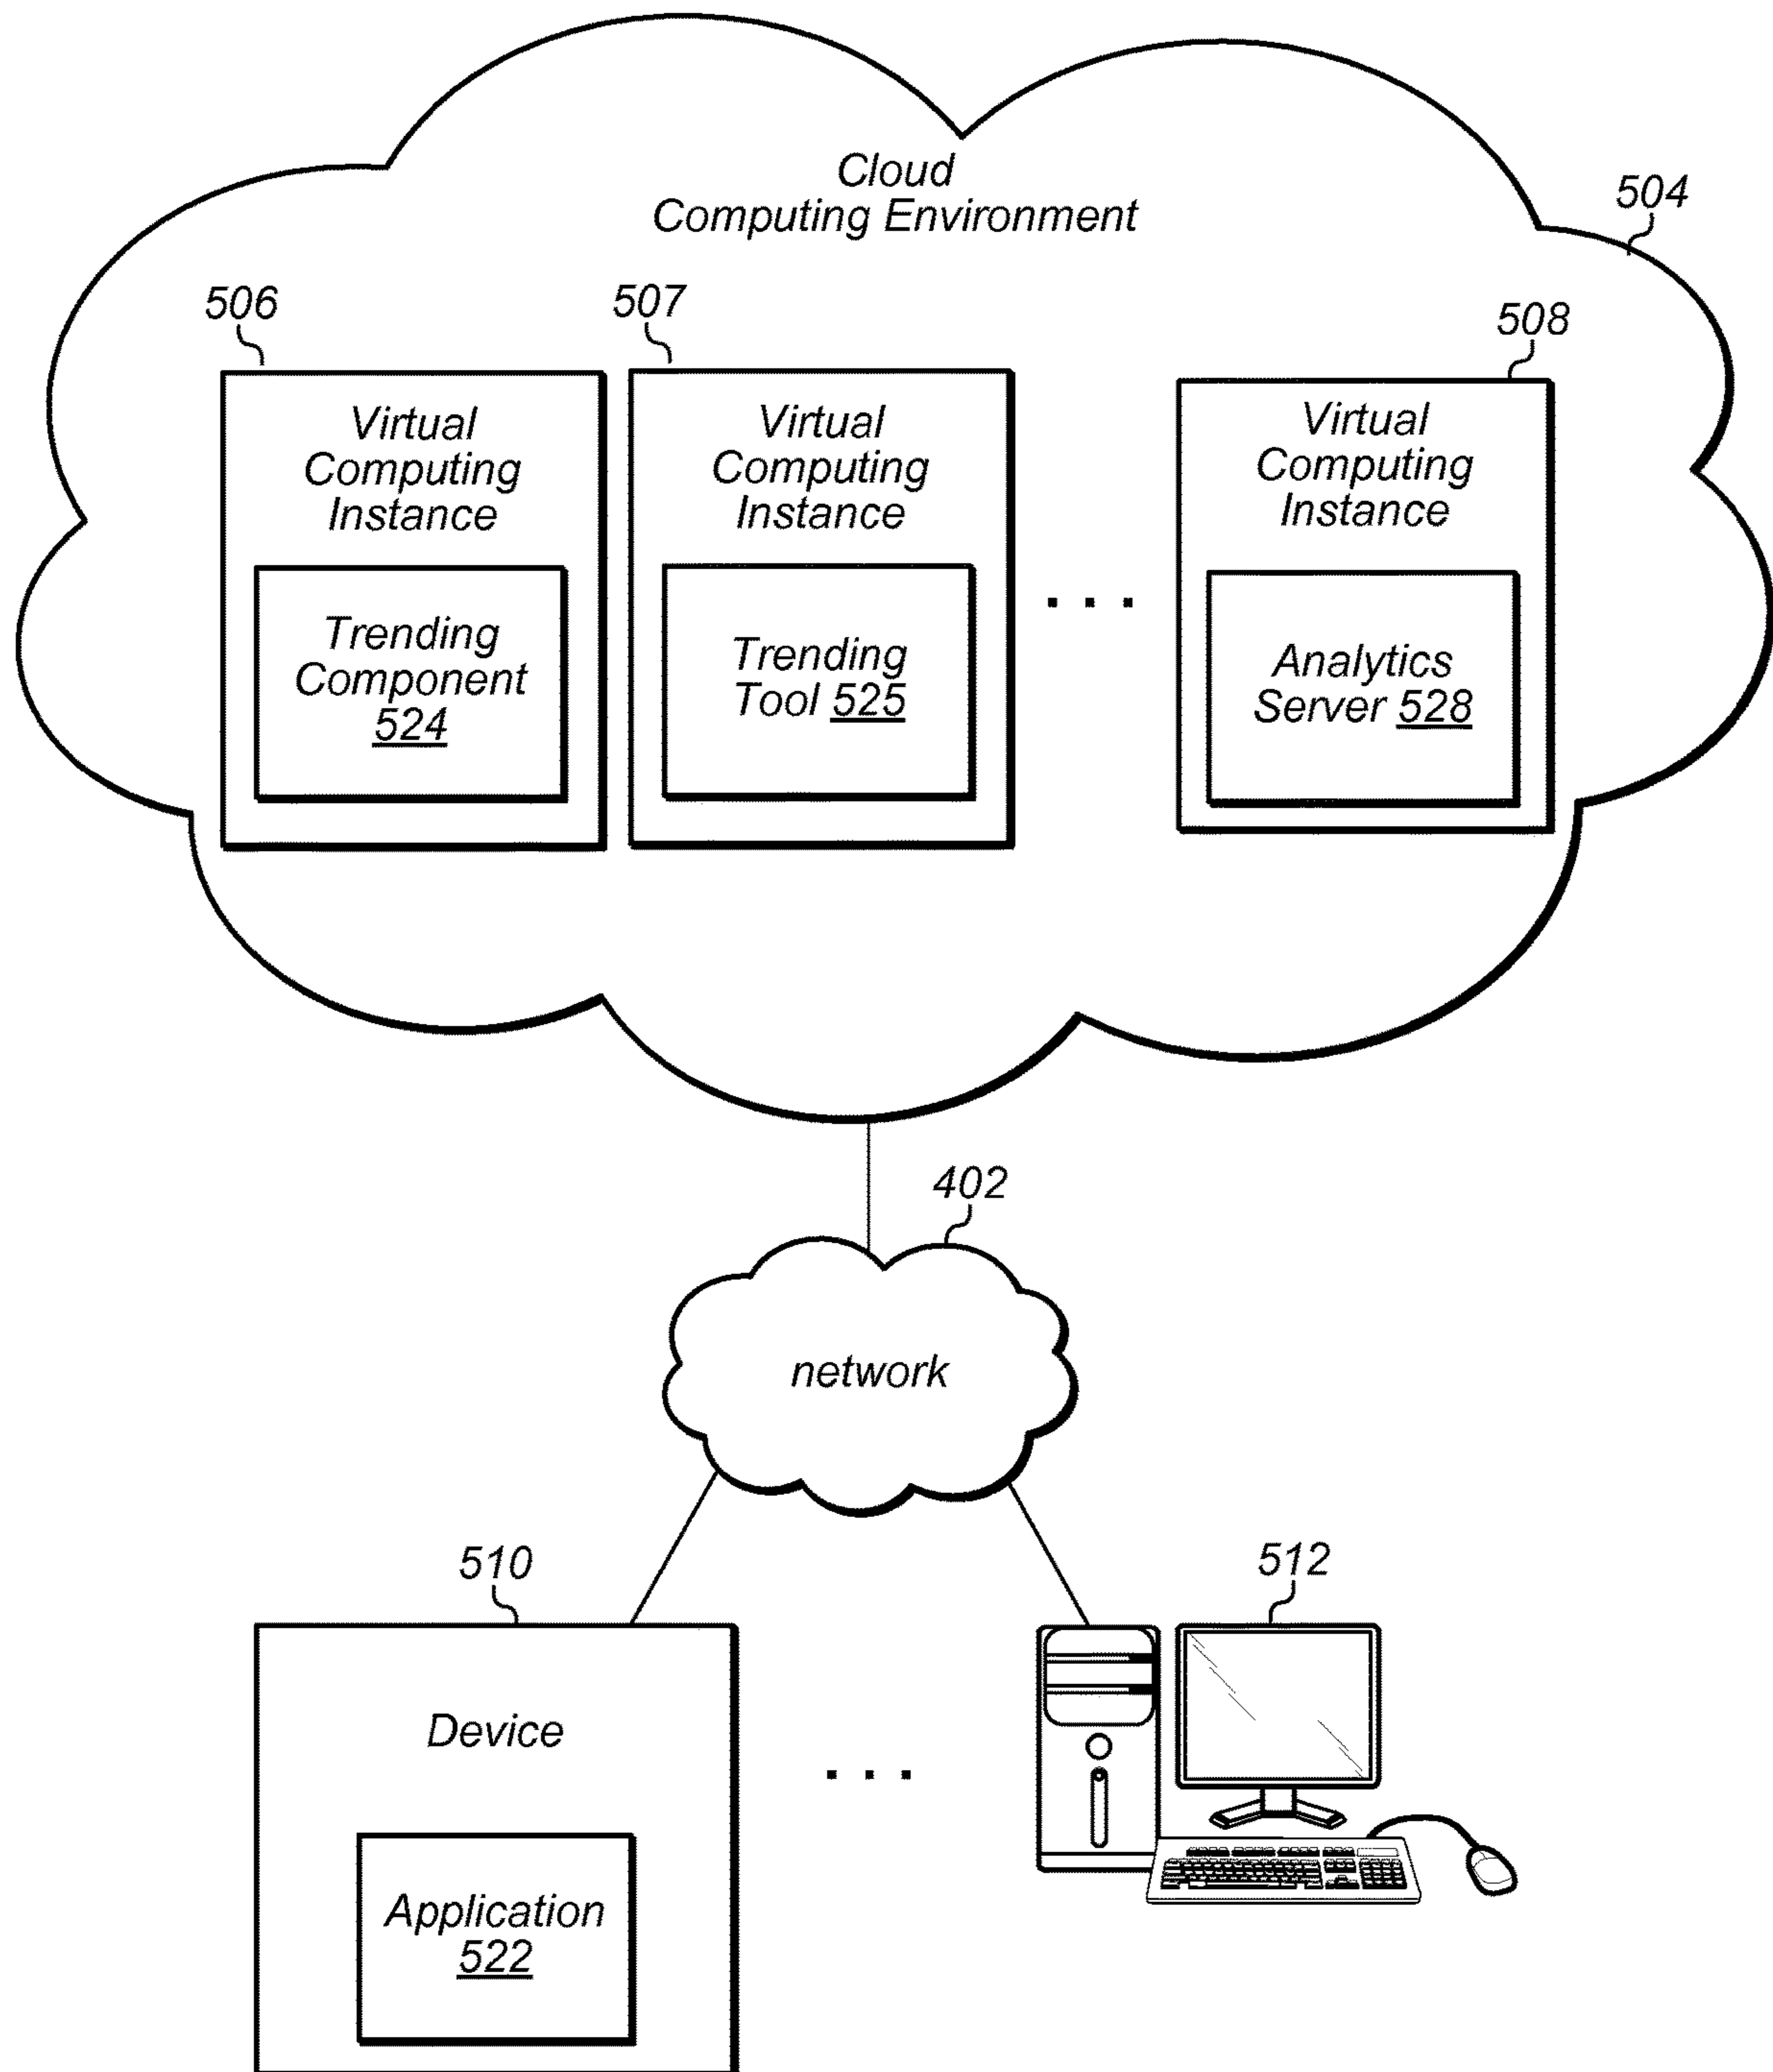 Cloud
Computing Environment
504
506
507
508
Virtual
Computing
Instance
Trending
Component
524
Virtual
Computing
Instance
Trending
Tool 525
. . .
Virtual
Computing
Instance
Analytics
Server 528
402
network
510
Device
Application
522
. . .
512